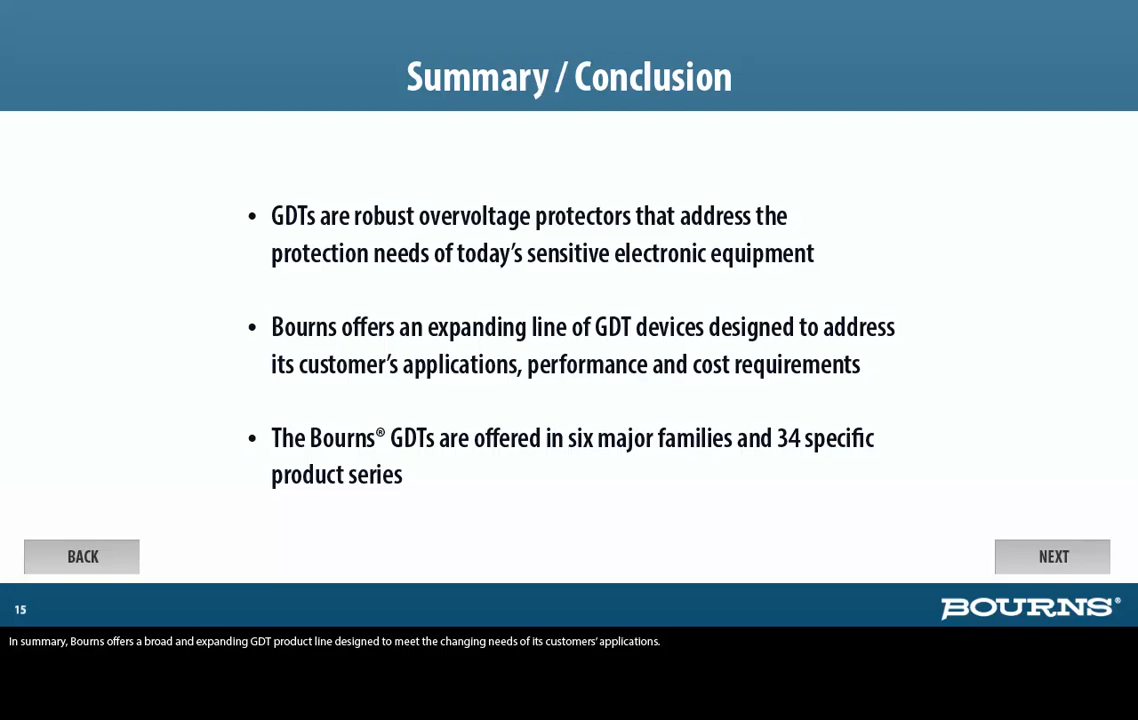 Summary / Conclusion
• GDTs are robust overvoltage protectors that address the
protection needs of today’s sensitive electronic equipment
• Bourns offers an expanding line of GDT devices designed to address
its customer’s applications, performance and cost requirements
• The Bourns® GDTs are offered in six major families and 34 specific
product series
BACK
NEXT
15
BOURNS®
In summary, Bourns offers a broad and expanding GDT product line designed to meet the changing needs of its customers’ applications.